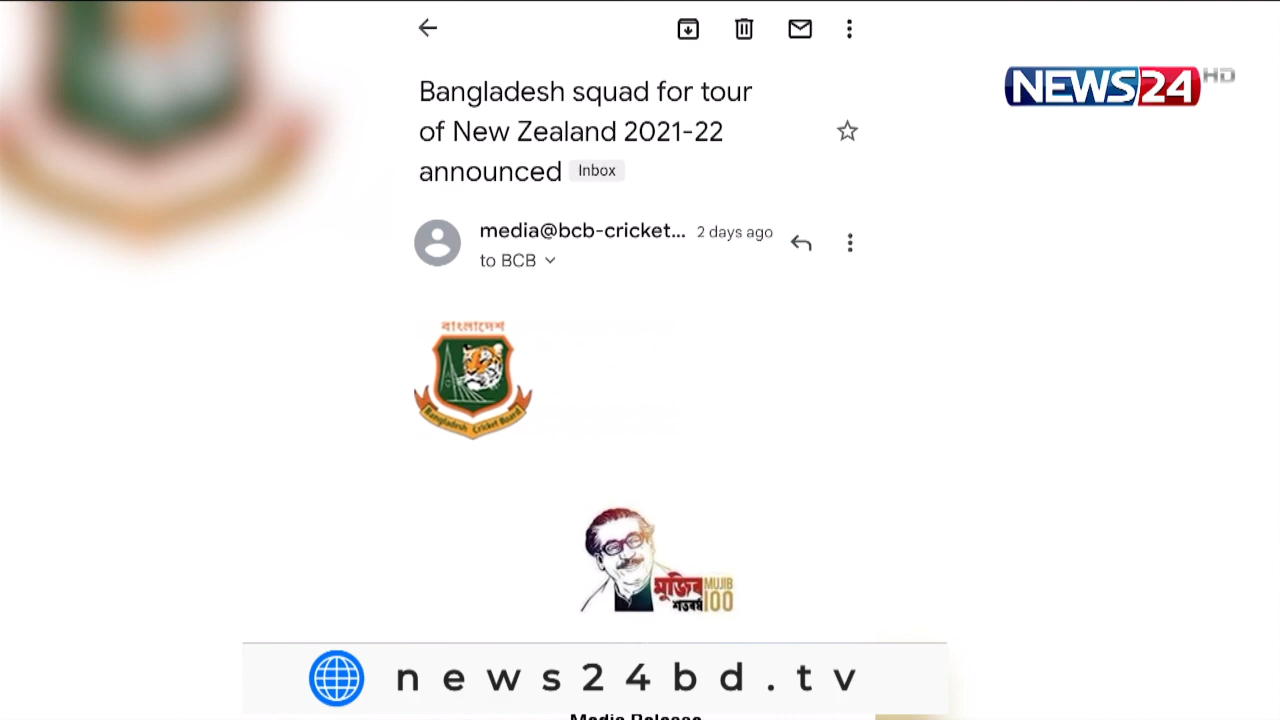 Bangladesh squad for tour
of New Zealand 2021-22
announced Inbox
NEWS24 HD
media@bcb-cricket... 2 days ago
to BCB
বাংলাদেশ
Bangladesh Cricket Board
মুজিব MUJIB
শতবর্ষ 100
news24bd.tv
Media Release